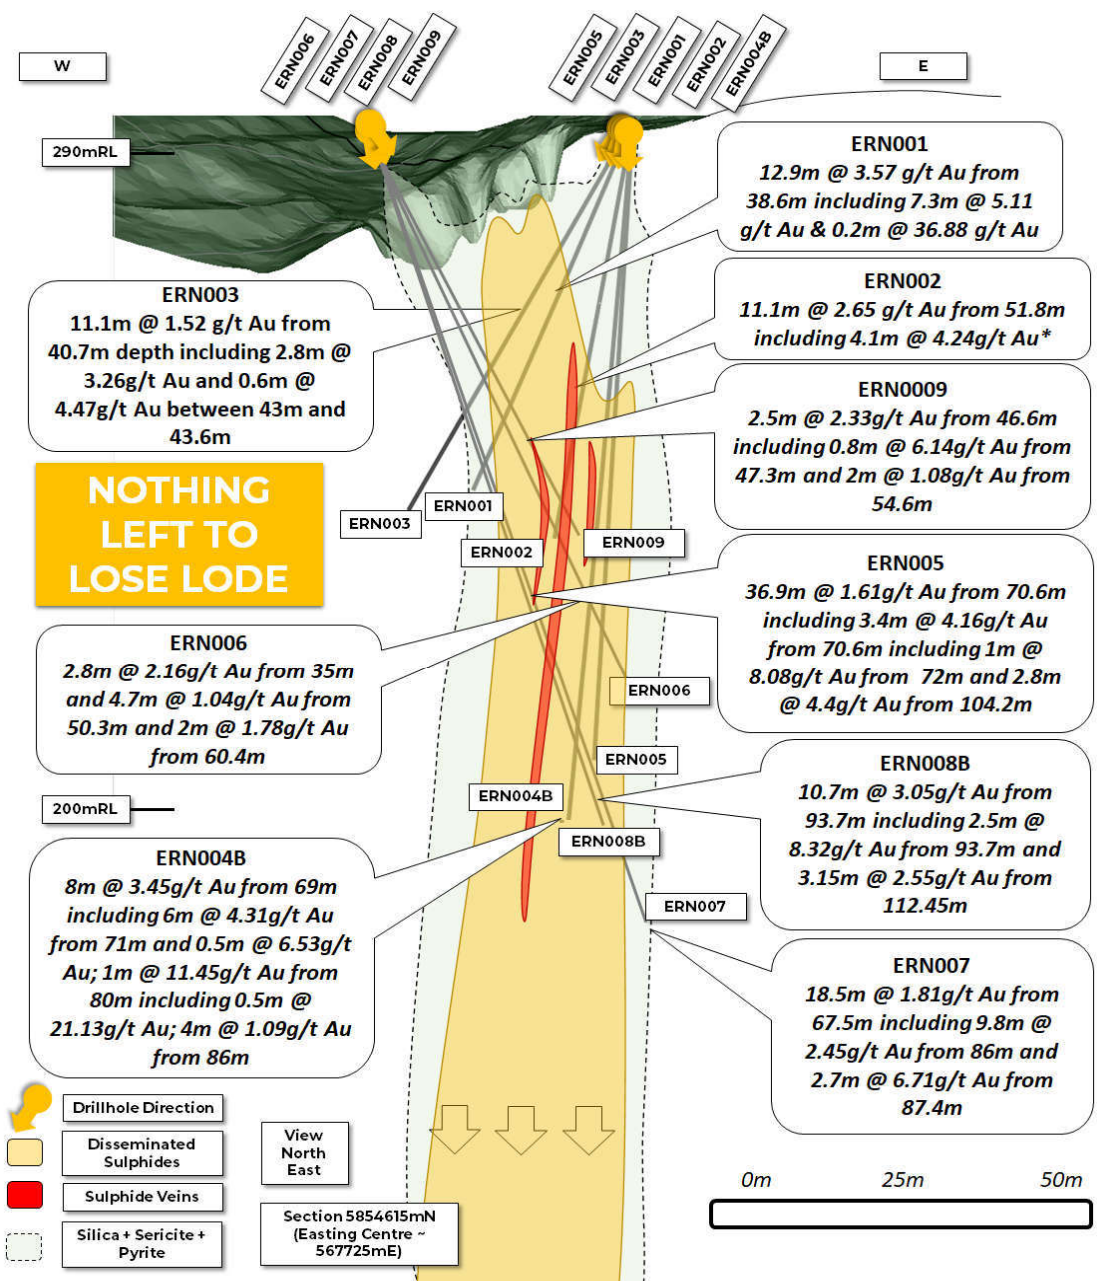 ERN006
ERN007
ERN008
ERN009
ERN005
ERN003
ERN001
ERN002
ERN004B
W
E
290mRL
ERN001
12.9m @ 3.57 g/t Au from
38.6m including 7.3m @ 5.11
g/t Au & 0.2m @ 36.88 g/t Au
ERN002
11.1m @ 2.65 g/t Au from 51.8m
including 4.1m @ 4.24g/t Au*
ERN003
11.1m @ 1.52 g/t Au from
40.7m depth including 2.8m @
3.26g/t Au and 0.6m @
4.47g/t Au between 43m and
43.6m
ERN0009
2.5m @ 2.33g/t Au from 46.6m
including 0.8m @ 6.14g/t Au from
47.3m and 2m @ 1.08g/t Au from
54.6m
NOTHING
LEFT TO
LOSE LODE
ERN003
ERN001
ERN002
ERN009
ERN005
36.9m @ 1.61g/t Au from 70.6m
including 3.4m @ 4.16g/t Au
from 70.6m including 1m @
8.08g/t Au from 72m and 2.8m
@ 4.4g/t Au from 104.2m
ERN006
2.8m @ 2.16g/t Au from 35m
and 4.7m @ 1.04g/t Au from
50.3m and 2m @ 1.78g/t Au
from 60.4m
ERN006
ERN005
ERN004B
ERN008B
ERN007
200mRL
ERN008B
10.7m @ 3.05g/t Au from
93.7m including 2.5m @
8.32g/t Au from 93.7m and
3.15m @ 2.55g/t Au from
112.45m
ERN004B
8m @ 3.45g/t Au from 69m
including 6m @ 4.31g/t Au
from 71m and 0.5m @ 6.53g/t
Au; 1m @ 11.45g/t Au from
80m including 0.5m @
21.13g/t Au; 4m @ 1.09g/t Au
from 86m
ERN007
18.5m @ 1.81g/t Au from
67.5m including 9.8m @
2.45g/t Au from 86m and
2.7m @ 6.71g/t Au from
87.4m
Drillhole Direction
Disseminated
Sulphides
Sulphide Veins
Silica + Sericite +
Pyrite
View
North
East
Section 5854615mN
(Easting Centre ~
567725mE)
0m 25m 50m